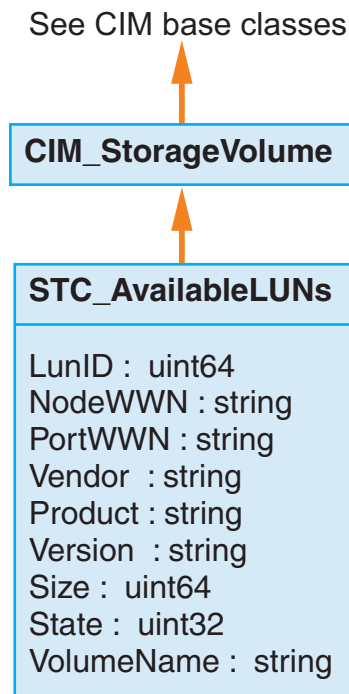 See CIM base classes
CIM_StorageVolume
STC_AvailableLUNs
LunID :  uint64
NodeWWN : string
PortWWN : string
Vendor  : string
Product : string
Version  : string
Size :  uint64
State :  uint32
VolumeName :  string